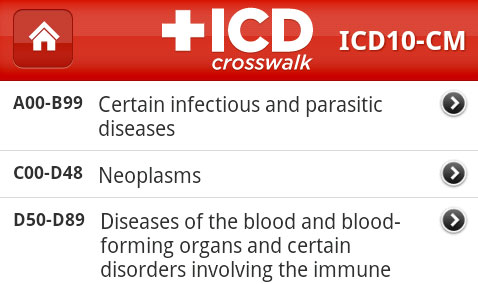 ICD
crosswalk
ICD10-CM
A00-B99 Certain infectious and parasitic
diseases
C00-D48 Neoplasms
D50-D89 Diseases of the blood and blood-
forming organs and certain
disorders involving the immune